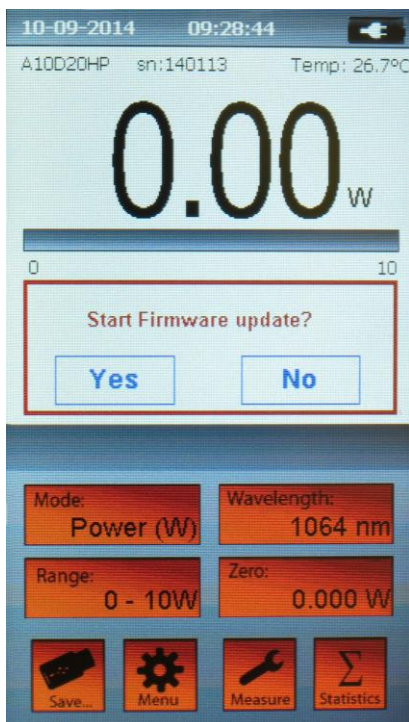 10-09-2014 09:28:44
A10D20HP sn:140113 Temp: 26.7ºC
0.00 W
0 10
Start Firmware update?
Yes No
Mode: Wavelength:
Power (W) 1064 nm
Range: Zero:
0 - 10W 0.000 W
Save... Menu Measure Statistics